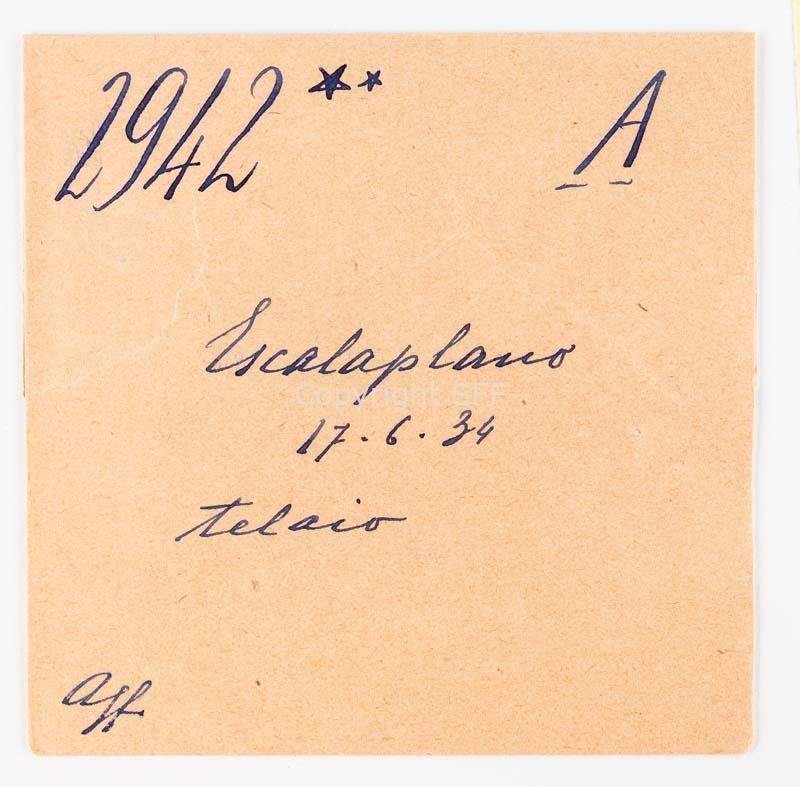 2942 ** A
Escalaplano
Copyright SFF
17.6.34
telaio
aff